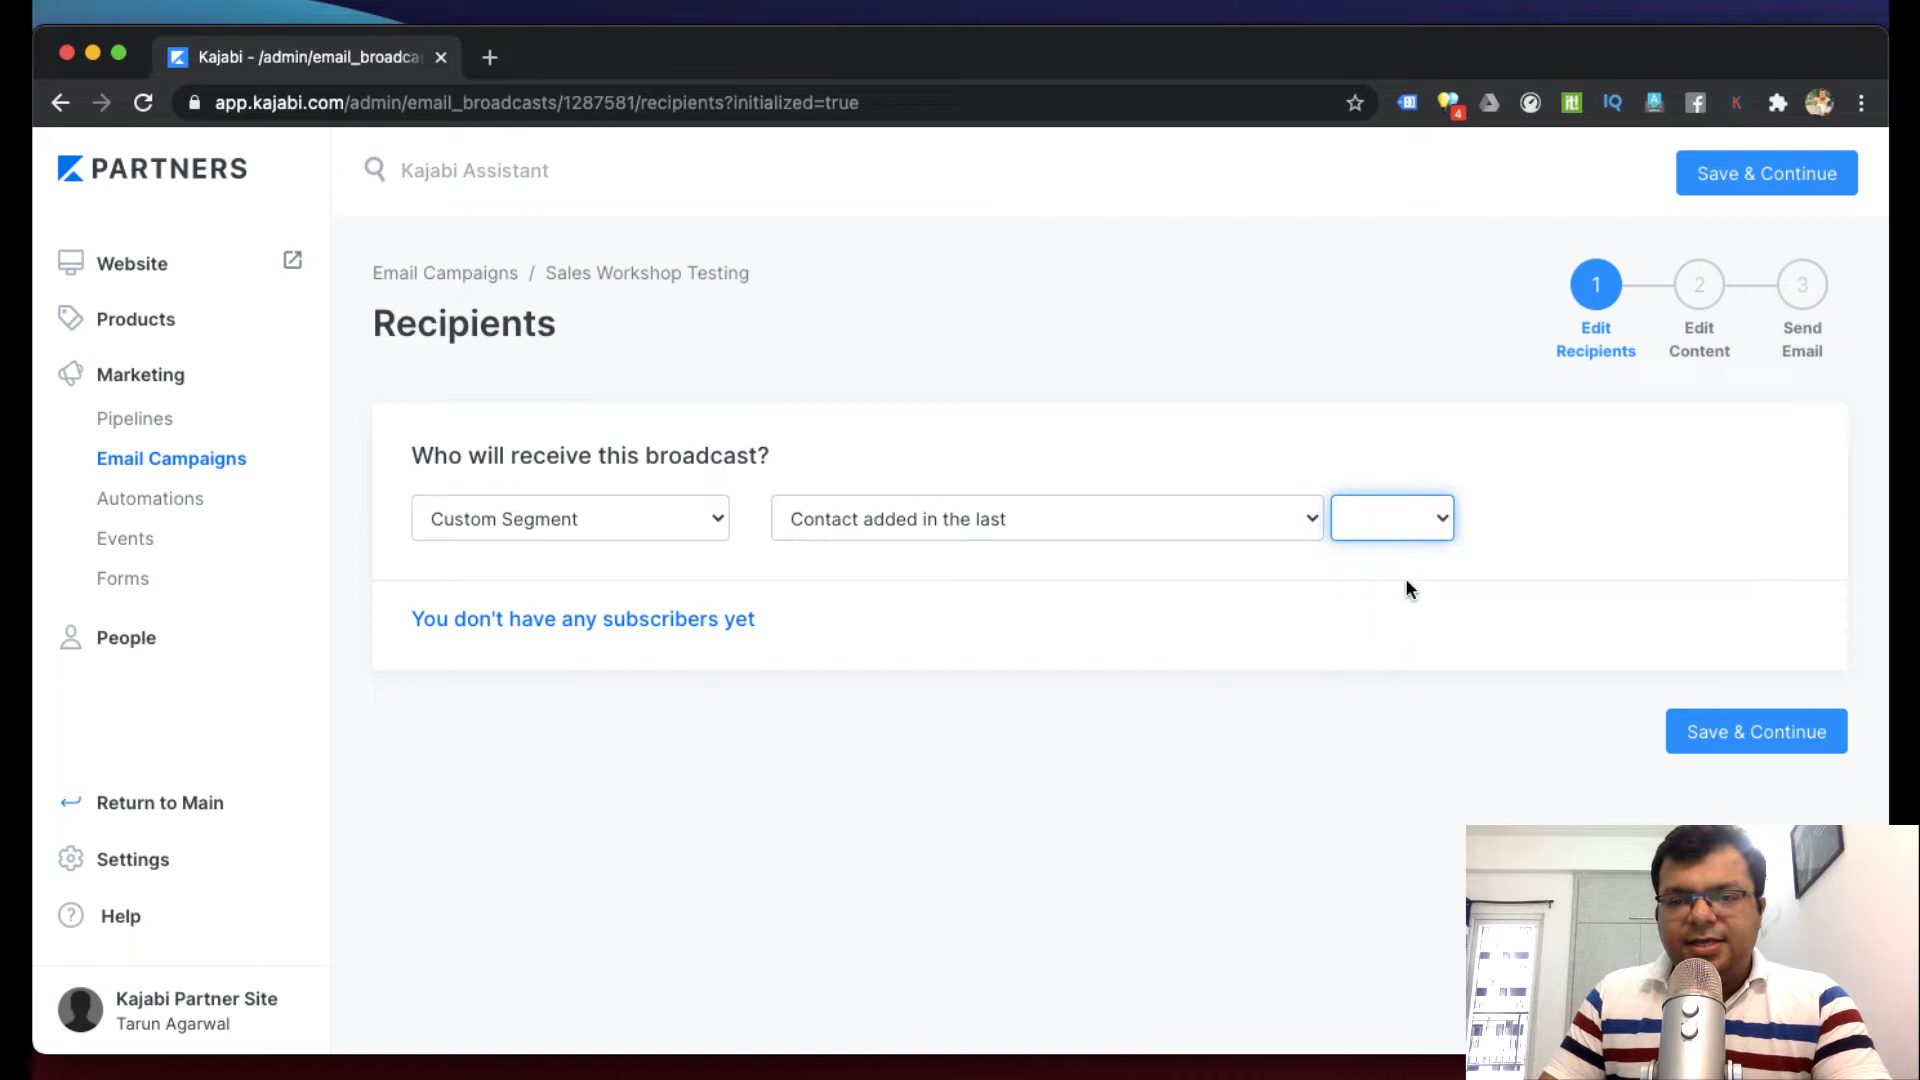 Kajabi - /admin/email_broadca
app.kajabi.com/admin/email_broadcasts/1287581/recipients?initialized=true
4
it!
IQ
K
PARTNERS
Kajabi Assistant
Save & Continue
Website
Products
Marketing
Pipelines
Email Campaigns
Automations
Events
Forms
People
Return to Main
Settings
? Help
Kajabi Partner Site
Tarun Agarwal
Email Campaigns / Sales Workshop Testing
Recipients
1
2
3
Edit Recipients
Edit Content
Send Email
Who will receive this broadcast?
Custom Segment
Contact added in the last
You don't have any subscribers yet
Save & Continue